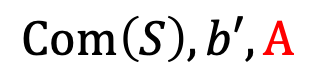 Com(S), b′, A